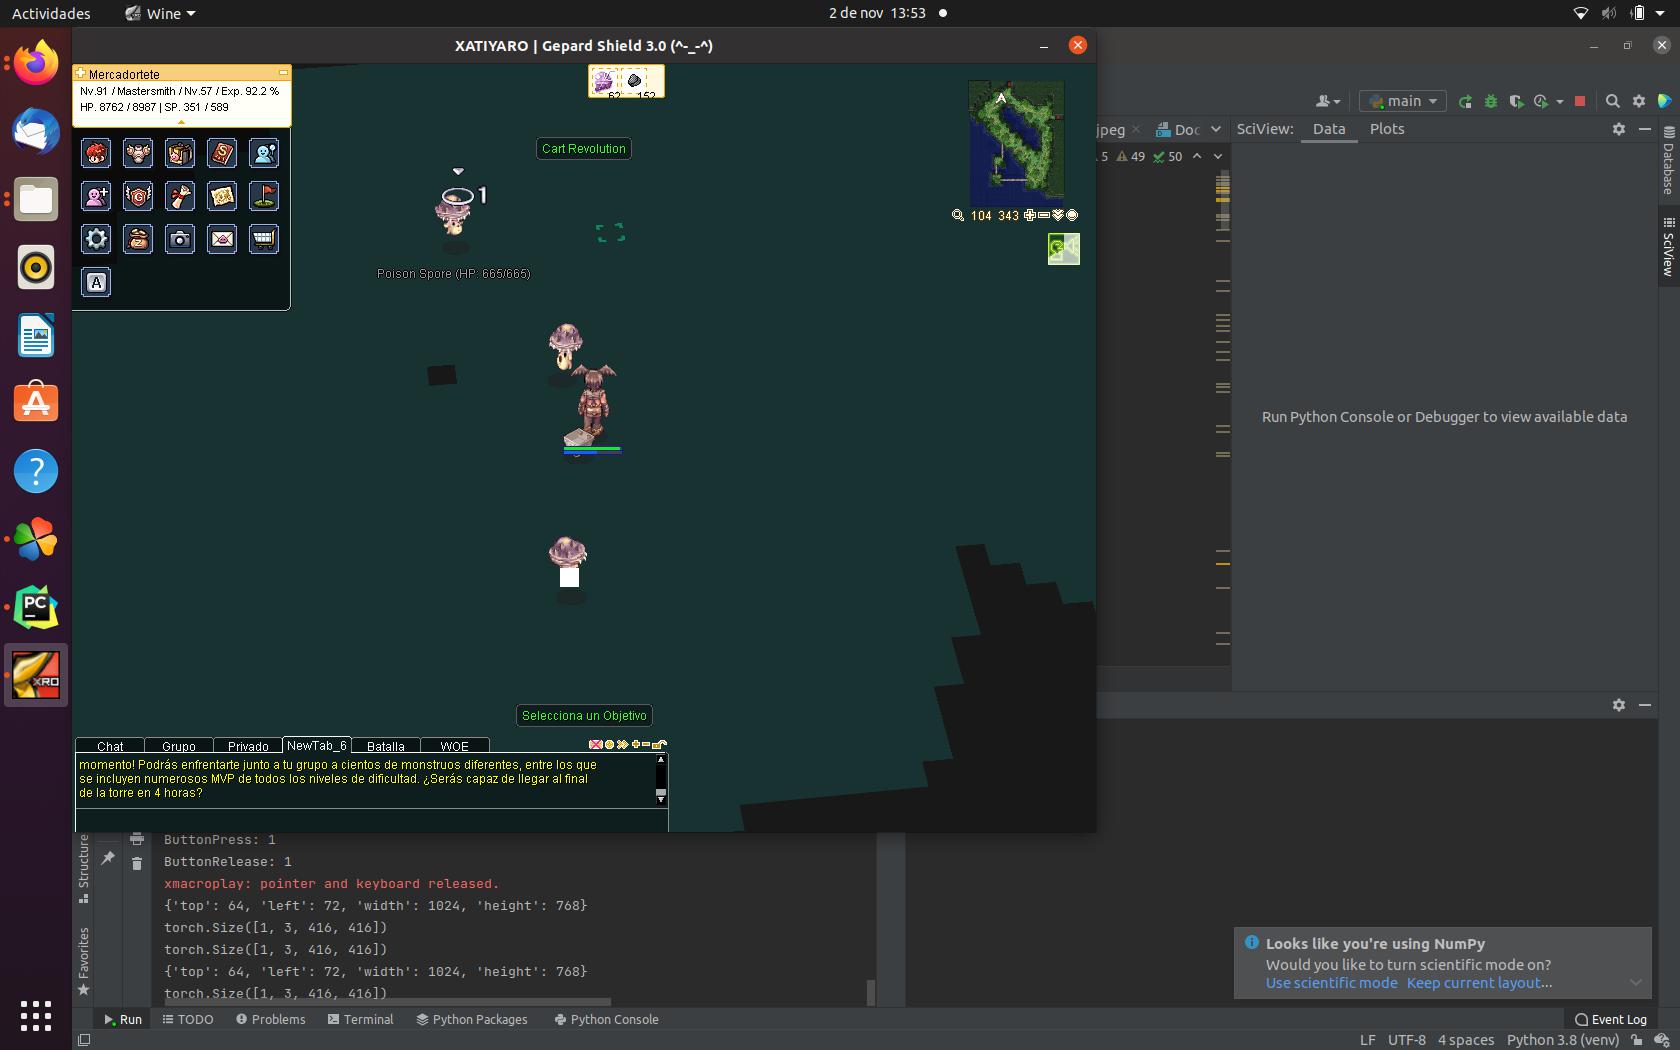 Actividades
Wine
2 de nov 13:53
XATIYARO | Gepard Shield 3.0 (^-_-^)
Mercadortete
Nv.91 / Mastersmith / Nv.57 / Exp. 92.2 %
HP. 8762 / 8987 | SP. 351 / 589
62 152
Cart Revolution
1
Poison Spore (HP: 665/665)
104 343
A
main
jpeg
Doc
SciView:
Data
Plots
5 49 50
Database
SciView
Run Python Console or Debugger to view available data
PC
XRO
Selecciona un Objetivo
Chat
Grupo
Privado
NewTab_6
Batalla
WOE
momento! Podrás enfrentarte junto a tu grupo a cientos de monstruos diferentes, entre los que
se incluyen numerosos MVP de todos los niveles de dificultad. ¿Serás capaz de llegar al final
de la torre en 4 horas?
ButtonPress: 1
ButtonRelease: 1
xmacroplay: pointer and keyboard released.
{'top': 64, 'left': 72, 'width': 1024, 'height': 768}
torch.Size([1, 3, 416, 416])
torch.Size([1, 3, 416, 416])
{'top': 64, 'left': 72, 'width': 1024, 'height': 768}
torch.Size([1, 3, 416, 416])
Structure
Favorites
Looks like you're using NumPy
Would you like to turn scientific mode on?
Use scientific mode Keep current layout...
Run
TODO
Problems
Terminal
Python Packages
Python Console
Event Log
LF UTF-8 4 spaces Python 3.8 (venv)